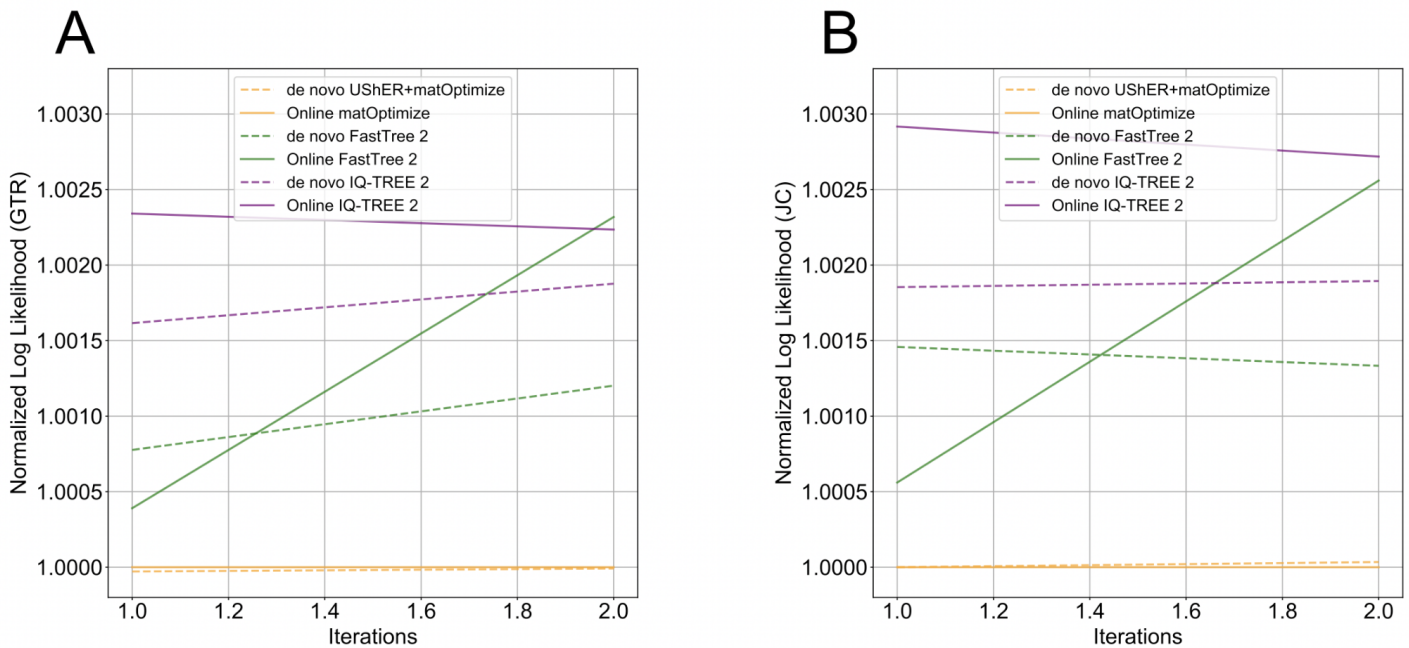 A
de novo UShER+matOptimize
Online matOptimize
de novo FastTree 2
Online FastTree 2
de novo IQ-TREE 2
Online IQ-TREE 2
Normalized Log Likelihood (GTR)
1.0030
1.0025
1.0020
1.0015
1.0010
1.0005
1.0000
1.0 1.2 1.4 1.6 1.8 2.0
Iterations
B
de novo UShER+matOptimize
Online matOptimize
de novo FastTree 2
Online FastTree 2
de novo IQ-TREE 2
Online IQ-TREE 2
Normalized Log Likelihood (JC)
1.0030
1.0025
1.0020
1.0015
1.0010
1.0005
1.0000
1.0 1.2 1.4 1.6 1.8 2.0
Iterations